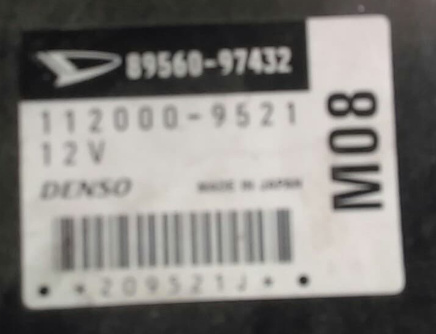 89560-97432
112000-9521
12V
DENSO MADE IN JAPAN
*209521J*
M08